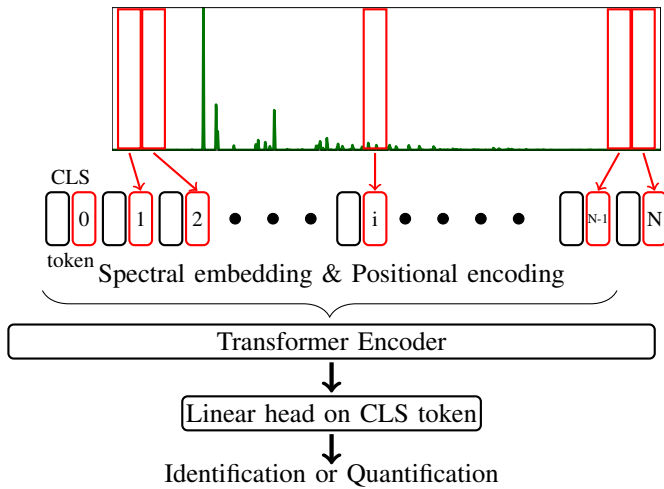 CLS
0 1 2 i N-1 N
token
Spectral embedding & Positional encoding
Transformer Encoder
Linear head on CLS token
Identification or Quantification